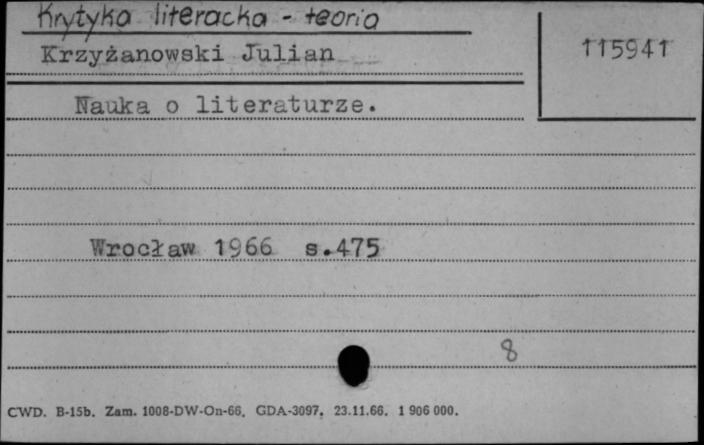 Krytyka literacka - teoria
Krzyżanowski Julian
115941
Nauka o literaturze.
Wrocław 1966 s.475
8
CWD. B-15b. Zam. 1008-DW-On-66. GDA-3097. 23.11.66. 1 906 000.